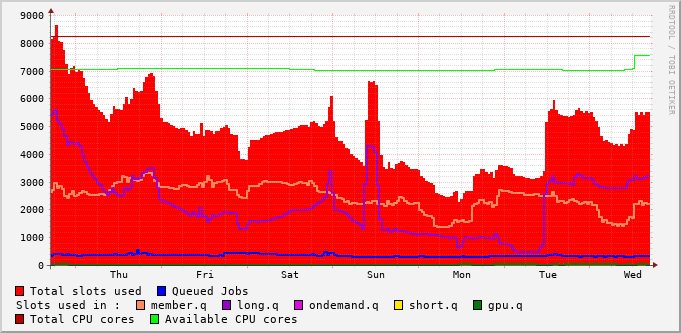 9000
8000
7000
6000
5000
4000
3000
2000
1000
0
Thu Fri Sat Sun Mon Tue Wed
RRDTOOL / TOBI OETIKER
Total slots used Queued Jobs
Slots used in : member.q long.q ondemand.q short.q gpu.q
Total CPU cores Available CPU cores